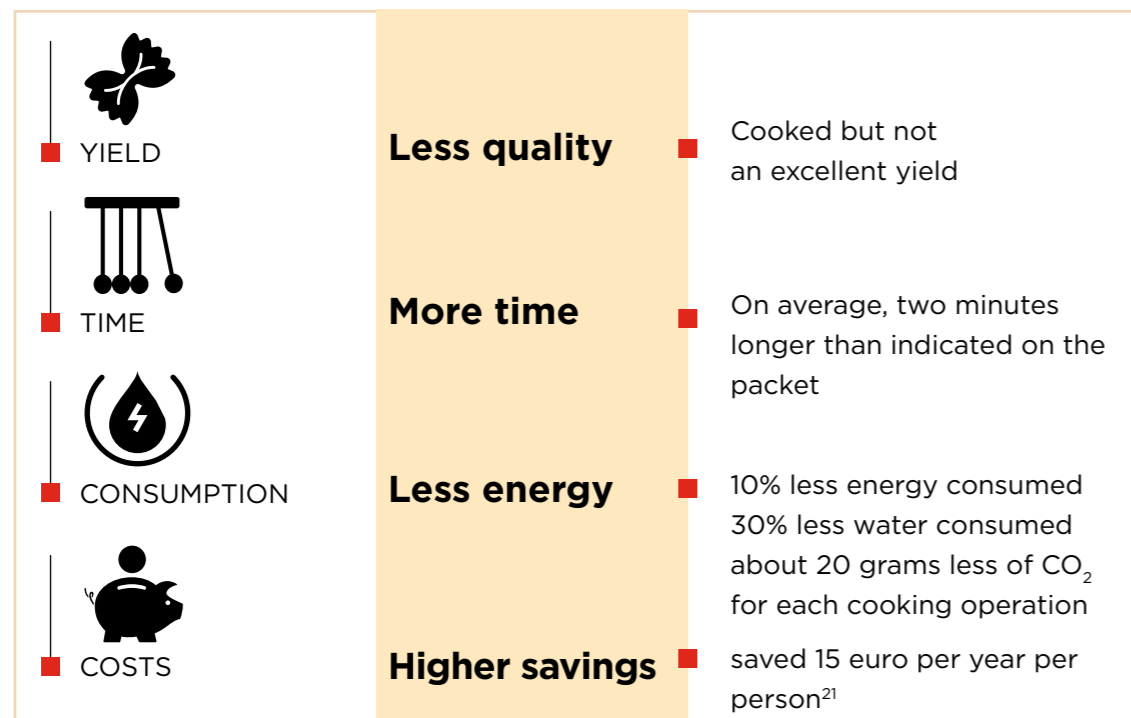 YIELD
Less quality
Cooked but not
an excellent yield
TIME
More time
On average, two minutes
longer than indicated on the
packet
CONSUMPTION
Less energy
10% less energy consumed
30% less water consumed
about 20 grams less of CO₂
for each cooking operation
COSTS
Higher savings
saved 15 euro per year per
person²¹